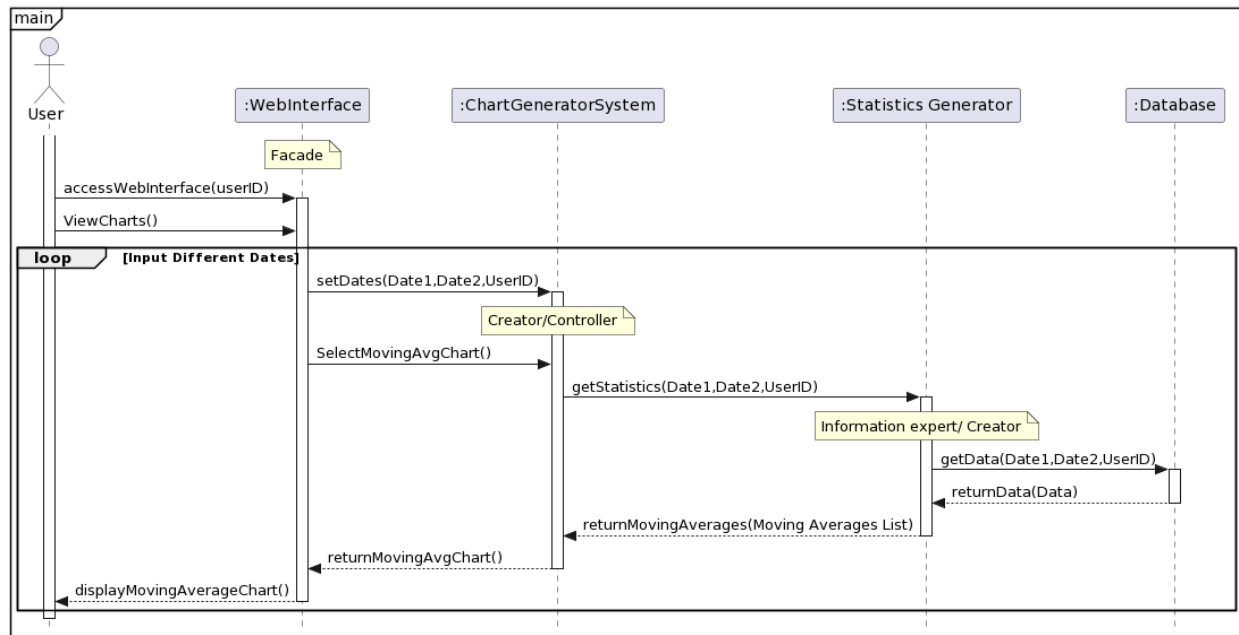 main
User
:WebInterface
:ChartGeneratorSystem
:Statistics Generator
:Database
Facade
accessWebInterface(userID)
ViewCharts()
loop [Input Different Dates]
setDates(Date1,Date2,UserID)
Creator/Controller
SelectMovingAvgChart()
getStatistics(Date1,Date2,UserID)
Information expert/ Creator
getData(Date1,Date2,UserID)
returnData(Data)
returnMovingAverages(Moving Averages List)
returnMovingAvgChart()
displayMovingAverageChart()